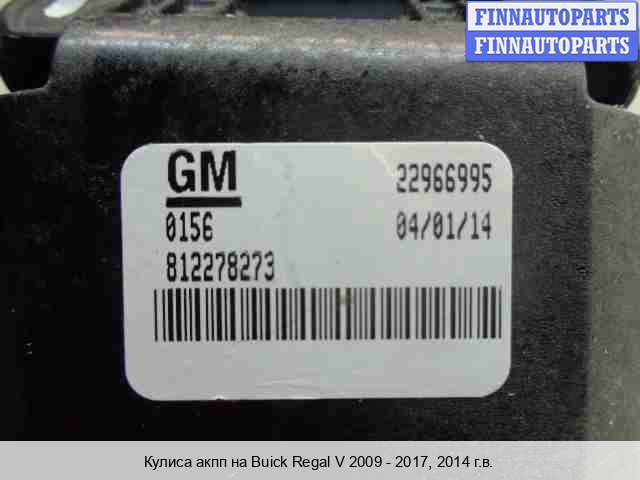 FINNAUTOPARTS
FINNAUTOPARTS
GM 22966995
0156 04/01/14
812278273
Кулиса акпп на Buick Regal V 2009 - 2017, 2014 г.в.